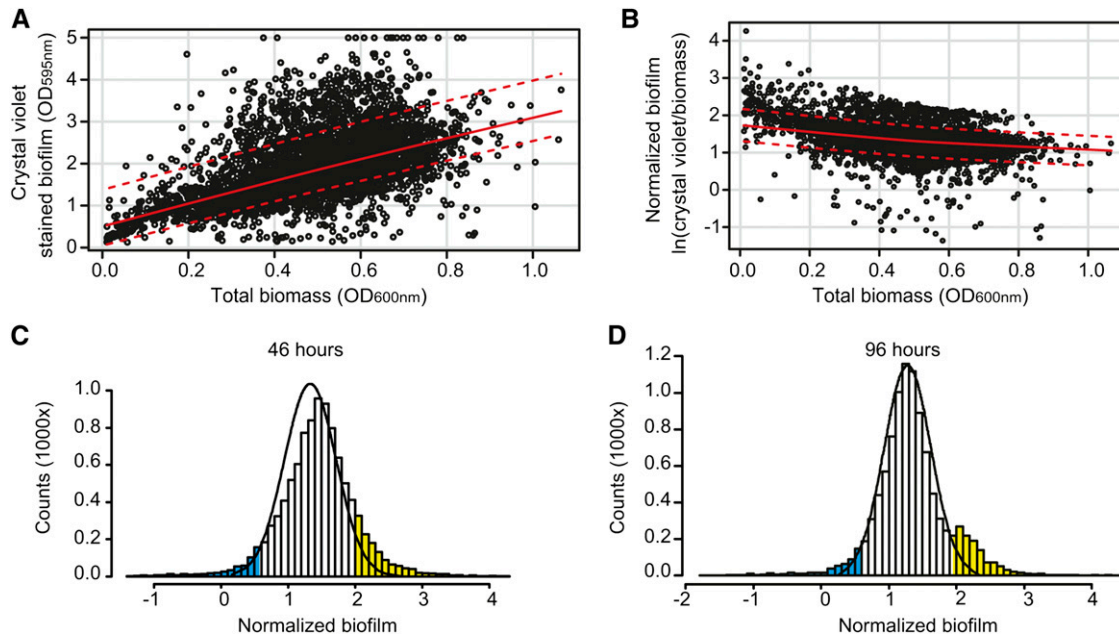 A
Crystal violet
stained biofilm (OD595nm)
5
4
3
2
1
0
0.0 0.2 0.4 0.6 0.8 1.0
Total biomass (OD600nm)
B
Normalized biofilm
ln(crystal violet/biomass)
4
3
2
1
0
-1
0.0 0.2 0.4 0.6 0.8 1.0
Total biomass (OD600nm)
C
46 hours
Counts (1000x)
1.0
0.8
0.6
0.4
0.2
0.0
-1 0 1 2 3 4
Normalized biofilm
D
96 hours
Counts (1000x)
1.2
1.0
0.8
0.6
0.4
0.2
0.0
-2 -1 0 1 2 3 4
Normalized biofilm